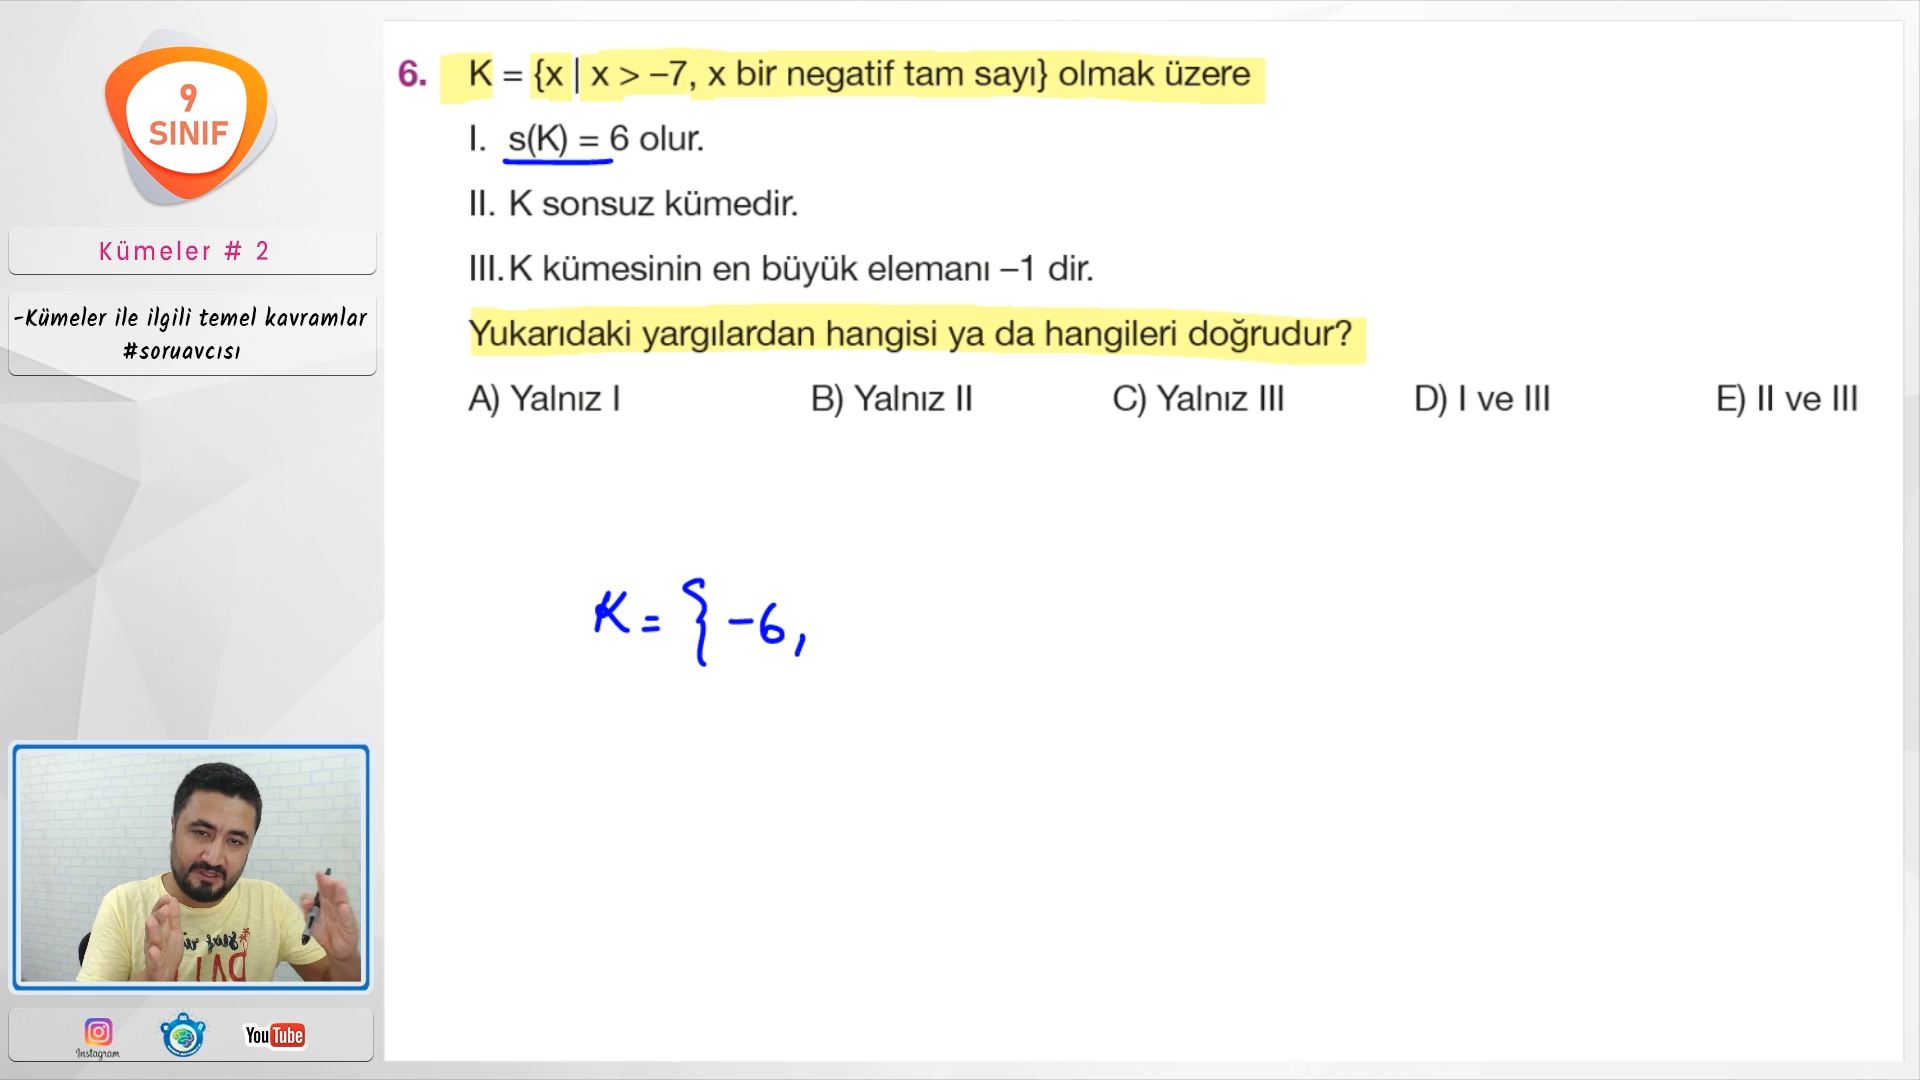 9
SINIF
Kümeler # 2
-Kümeler ile ilgili temel kavramlar
#soruavcısı
6. K = {x | x > –7, x bir negatif tam sayı} olmak üzere
I. s(K) = 6 olur.
II. K sonsuz kümedir.
III. K kümesinin en büyük elemanı –1 dir.
Yukarıdaki yargılardan hangisi ya da hangileri doğrudur?
A) Yalnız I B) Yalnız II C) Yalnız III D) I ve III E) II ve III
K = { -6,
Instagram
YouTube